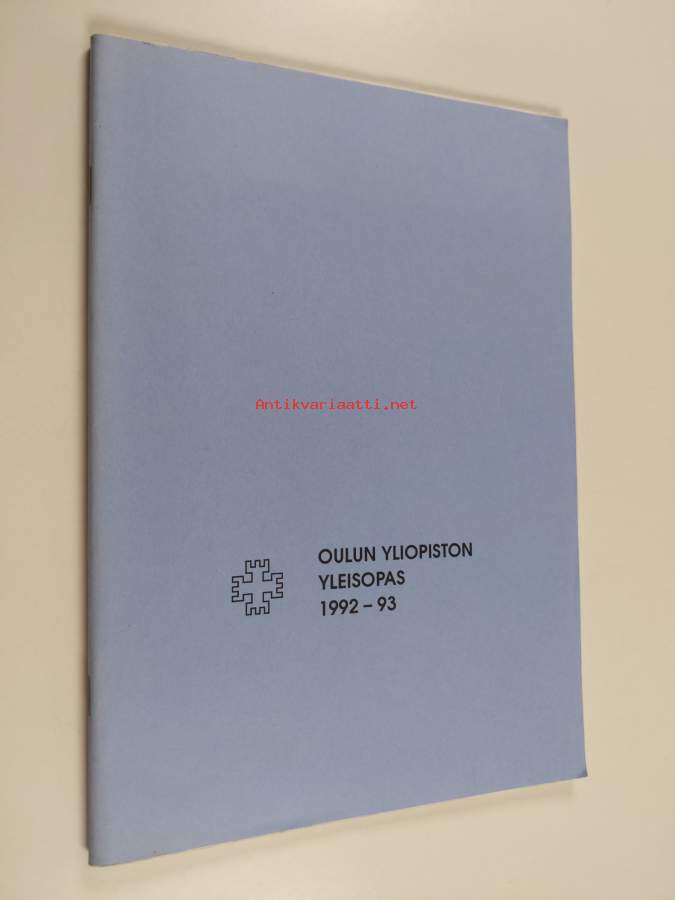 Antikvariaatti.net
OULUN YLIOPISTON
YLEISOPAS
1992 – 93